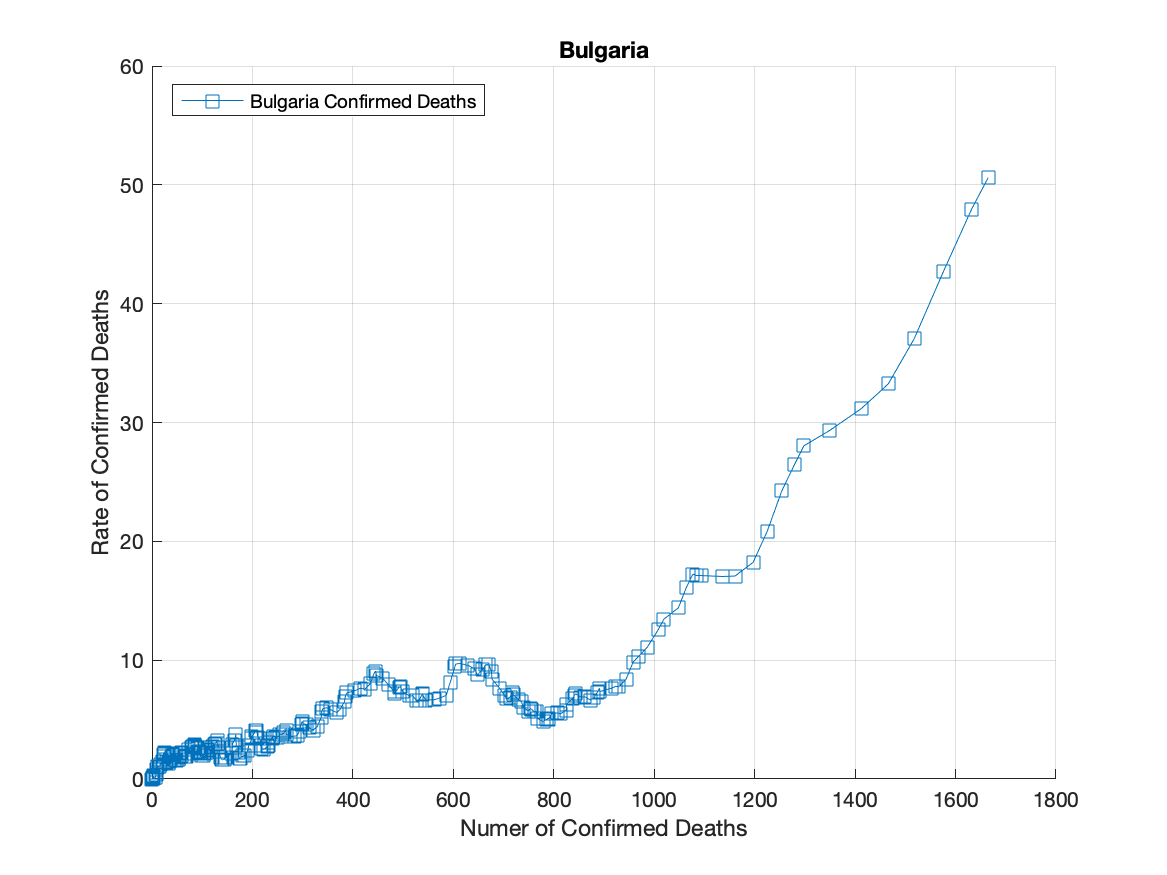 Bulgaria
Bulgaria Confirmed Deaths
60
50
40
30
20
10
0
Rate of Confirmed Deaths
0 200 400 600 800 1000 1200 1400 1600 1800
Numer of Confirmed Deaths